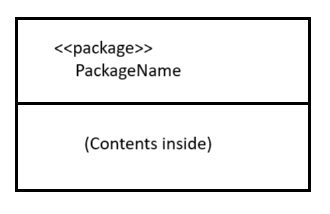 <<package>>
PackageName
(Contents inside)